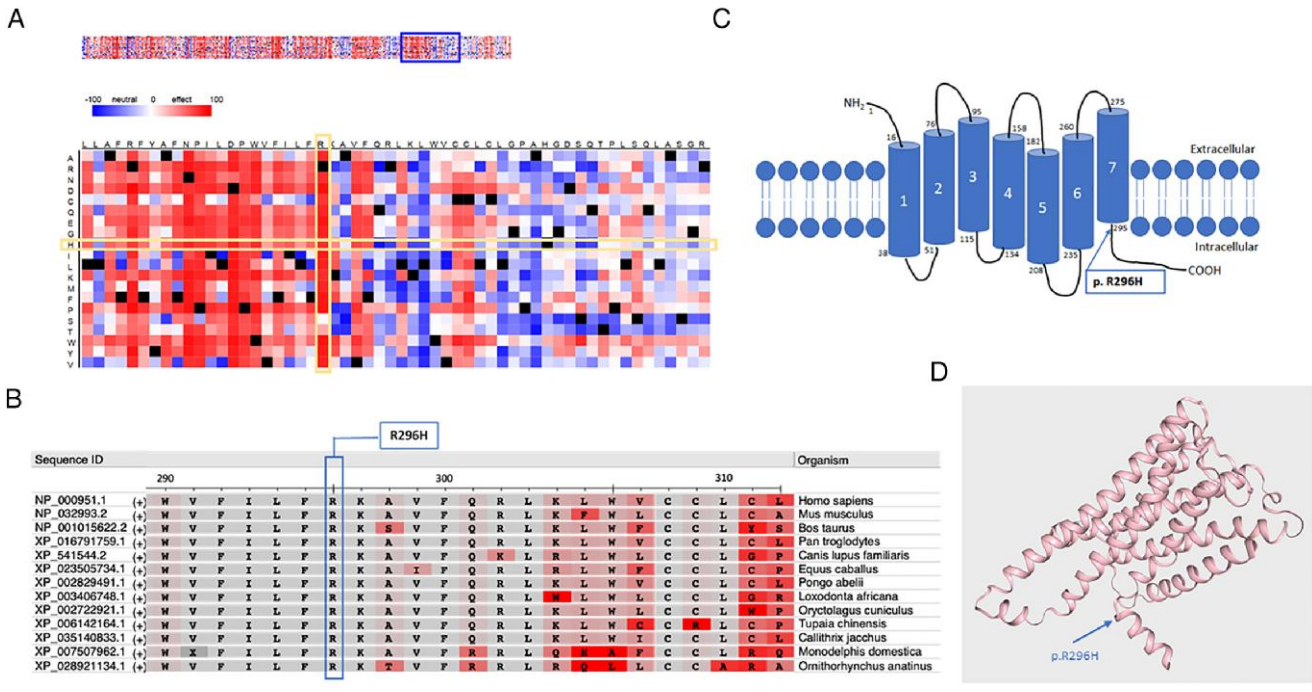 A
-100 neutral 0 effect 100
L L A F R F Y A F N P I L D P W V F I L F R K A V F Q R L K L W V C C L C L G P A H G D S Q T P L S Q L A S G R
A
R
N
D
C
Q
E
G
H
I
L
K
M
F
P
S
T
W
Y
V
B
R296H
Sequence ID Organism
290 300 310
NP_000951.1 (+) W V F I L F R K A V F Q R L K L W V C C L C L Homo sapiens
NP_032993.2 (+) W V F I L F R K A V F Q R L K F W V C C L C A Mus musculus
NP_001015622.2 (+) W V F I L F R K S V F Q R L K L W F C C L Y S Bos taurus
XP_016791759.1 (+) W V F I L F R K A V F Q R L K L W V C C L C L Pan troglodytes
XP_541544.2 (+) W V F I L F R K A V F Q K L R L W L C C L G P Canis lupus familiaris
XP_023505734.1 (+) W V F I L F R K A I F Q R L R L W F C C L C P Equus caballus
XP_002829491.1 (+) W V F I L F R K A V F Q R L K L W V C C L C L Pongo abelii
XP_003406748.1 (+) W V F I L F R K A V F Q R L W L W L C C L G R Loxodonta africana
XP_002722921.1 (+) W V F I L F R K A V F Q R L K L W L C C L W P Oryctolagus cuniculus
XP_006142164.1 (+) W V F I L F R K A V F Q R L K L W C C R L C P Tupaia chinensis
XP_035140833.1 (+) W V F I L F R K A V F Q R L K L W I C C L C L Callithrix jacchus
XP_007507962.1 (+) W X F I L F R K A V F R R L Q H A F C C L R Q Monodelphis domestica
XP_028921134.1 (+) W V F I L F R K T V F R R L R Q L L C C A R A Ornithorhynchus anatinus
C
NH2 1
16 76 95 158 182 260 275
Extracellular
1 2 3 4 5 6 7
Intracellular
38 51 115 134 208 235 295
COOH
p. R296H
D
p.R296H